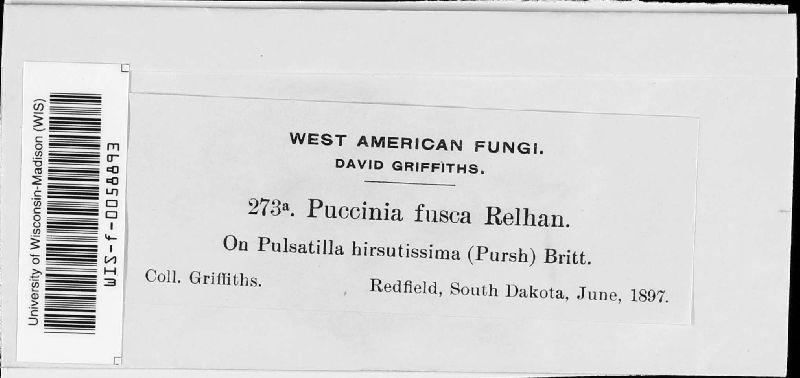 University of Wisconsin-Madison (WIS)
WIS-f-0056893
WEST AMERICAN FUNGI.
DAVID GRIFFITHS.
273ª. Puccinia fusca Relhan.
On Pulsatilla hirsutissima (Pursh) Britt.
Coll. Griffiths. Redfield, South Dakota, June, 1897.